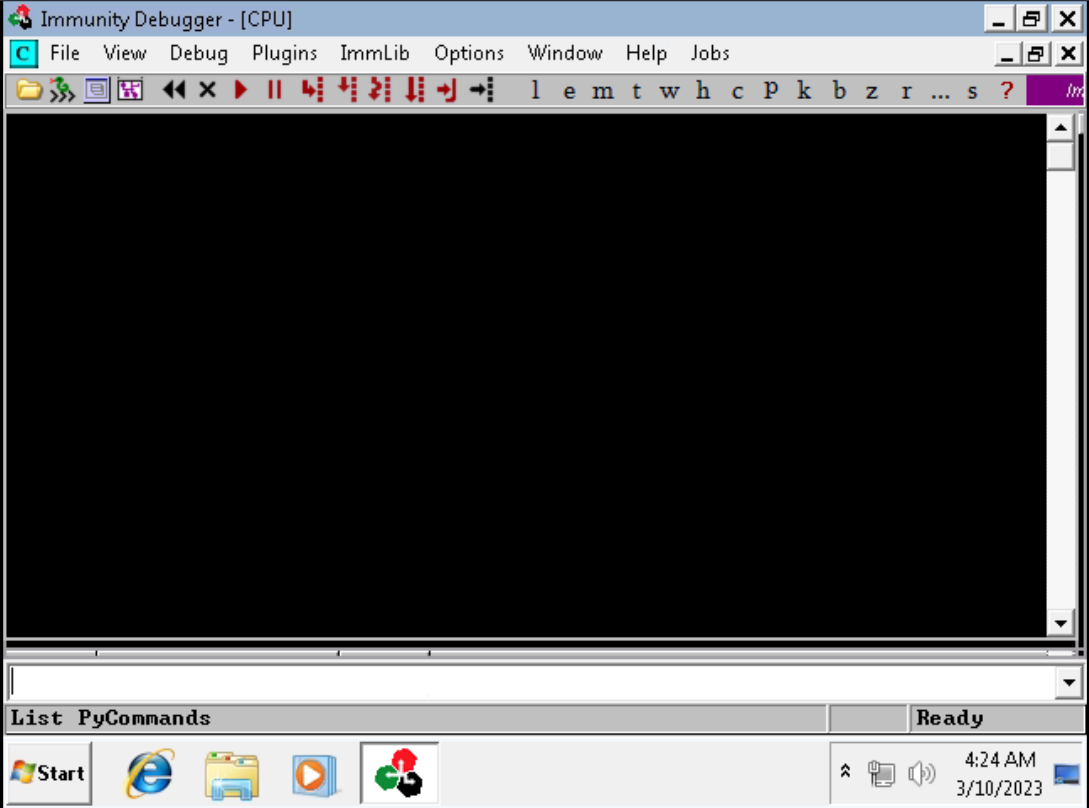 Immunity Debugger - [CPU]
C File View Debug Plugins ImmLib Options Window Help Jobs
l e m t w h c P k b z r ... s ? Im
List PyCommands Ready
Start 4:24 AM
3/10/2023